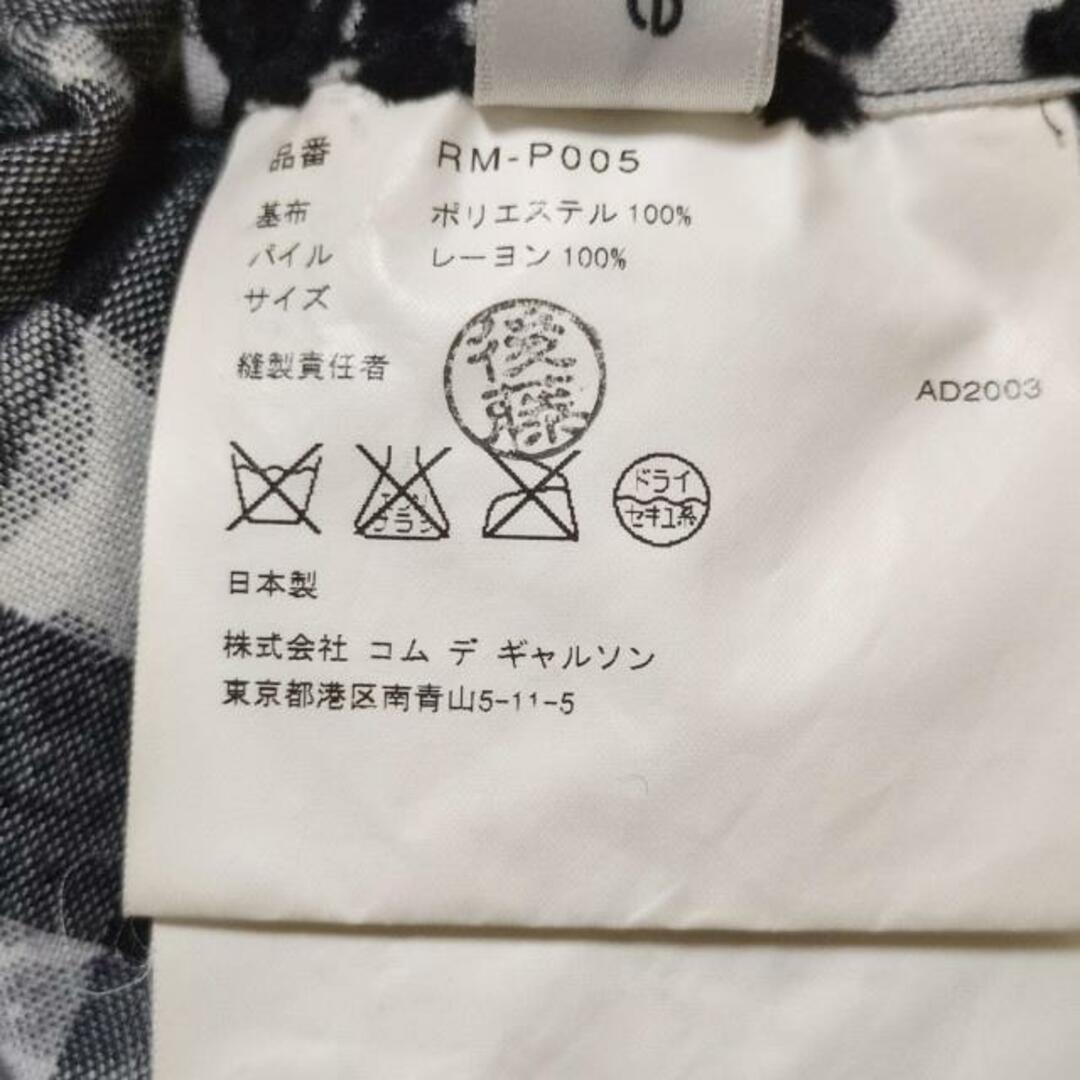 品番 RM-P005
基布 ポリエステル 100%
パイル レーヨン 100%
サイズ
縫製責任者 後藤
AD2003
ドライ
セキユ系
日本製
株式会社 コム デ ギャルソン
東京都港区南青山5-11-5